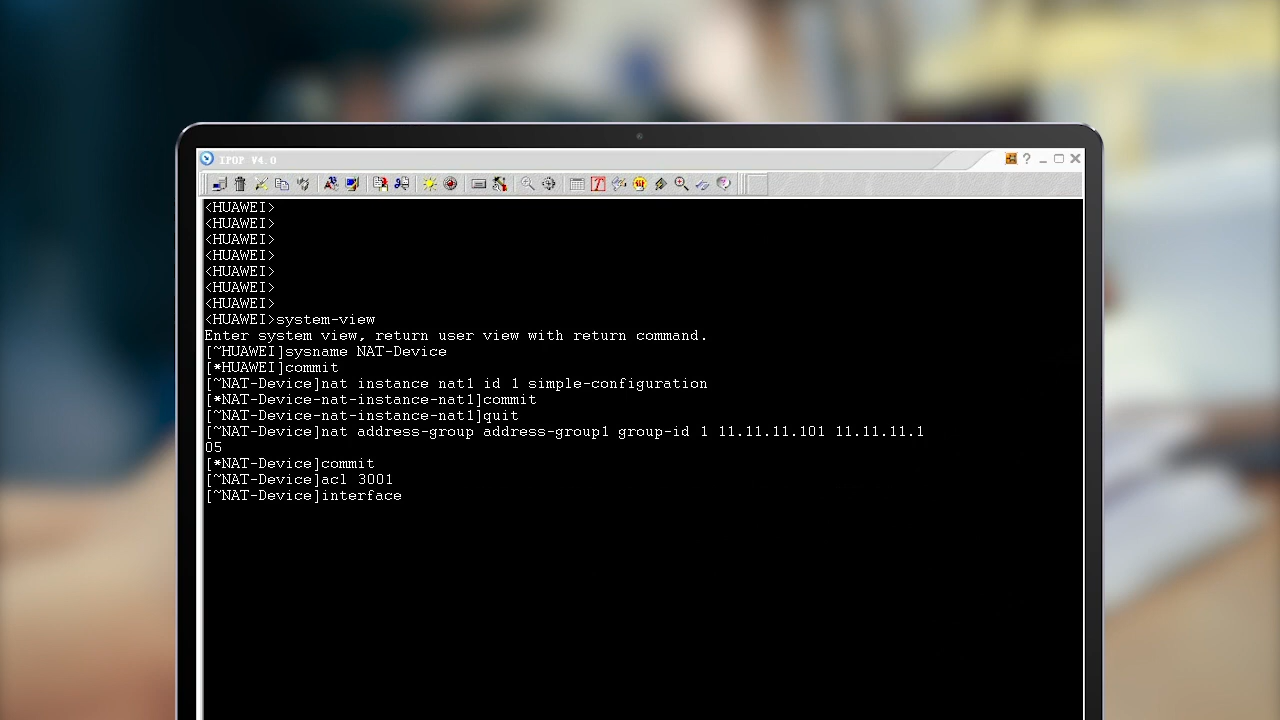 IPOP V4.0
<HUAWEI>
<HUAWEI>
<HUAWEI>
<HUAWEI>
<HUAWEI>
<HUAWEI>
<HUAWEI>
<HUAWEI>system-view
Enter system view, return user view with return command.
[~HUAWEI]sysname NAT-Device
[*HUAWEI]commit
[~NAT-Device]nat instance nat1 id 1 simple-configuration
[*NAT-Device-nat-instance-nat1]commit
[~NAT-Device-nat-instance-nat1]quit
[~NAT-Device]nat address-group address-group1 group-id 1 11.11.11.101 11.11.11.1
05
[*NAT-Device]commit
[~NAT-Device]acl 3001
[~NAT-Device]interface